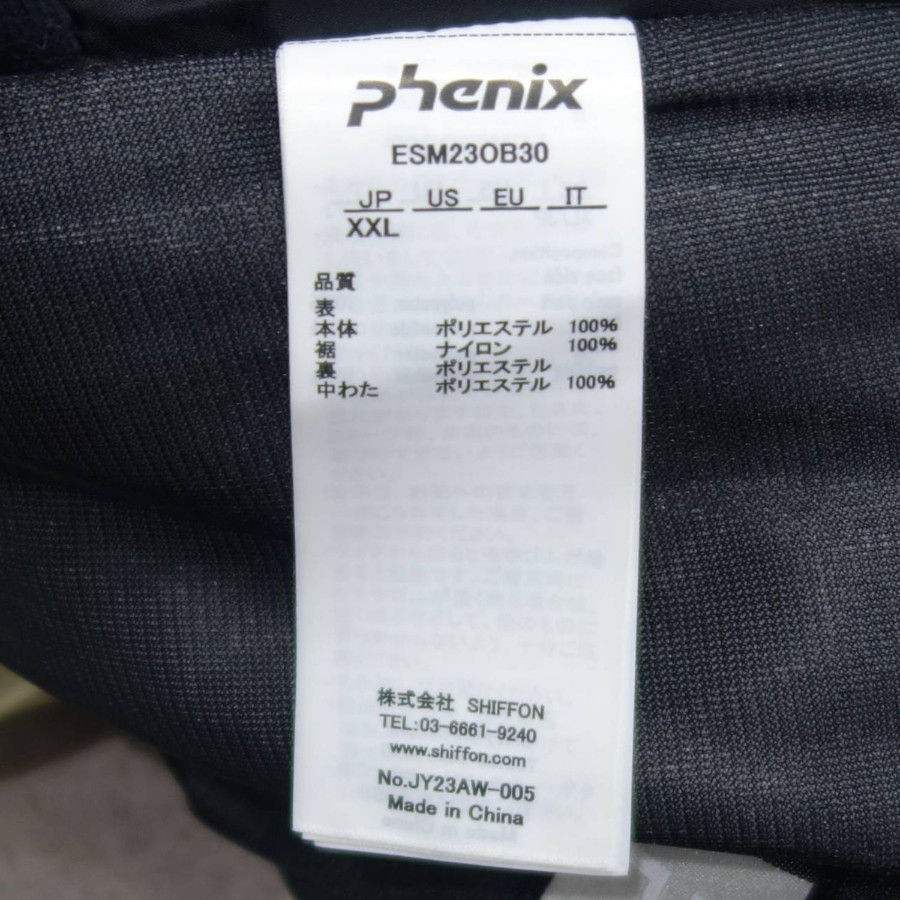 phenix
ESM23OB30
JP US EU IT
XXL
品質
表
本体 ポリエステル 100%
裾 ナイロン 100%
裏 ポリエステル
中わた ポリエステル 100%
株式会社 SHIFFON
TEL:03-6661-9240
www.shiffon.com
No.JY23AW-005
Made in China